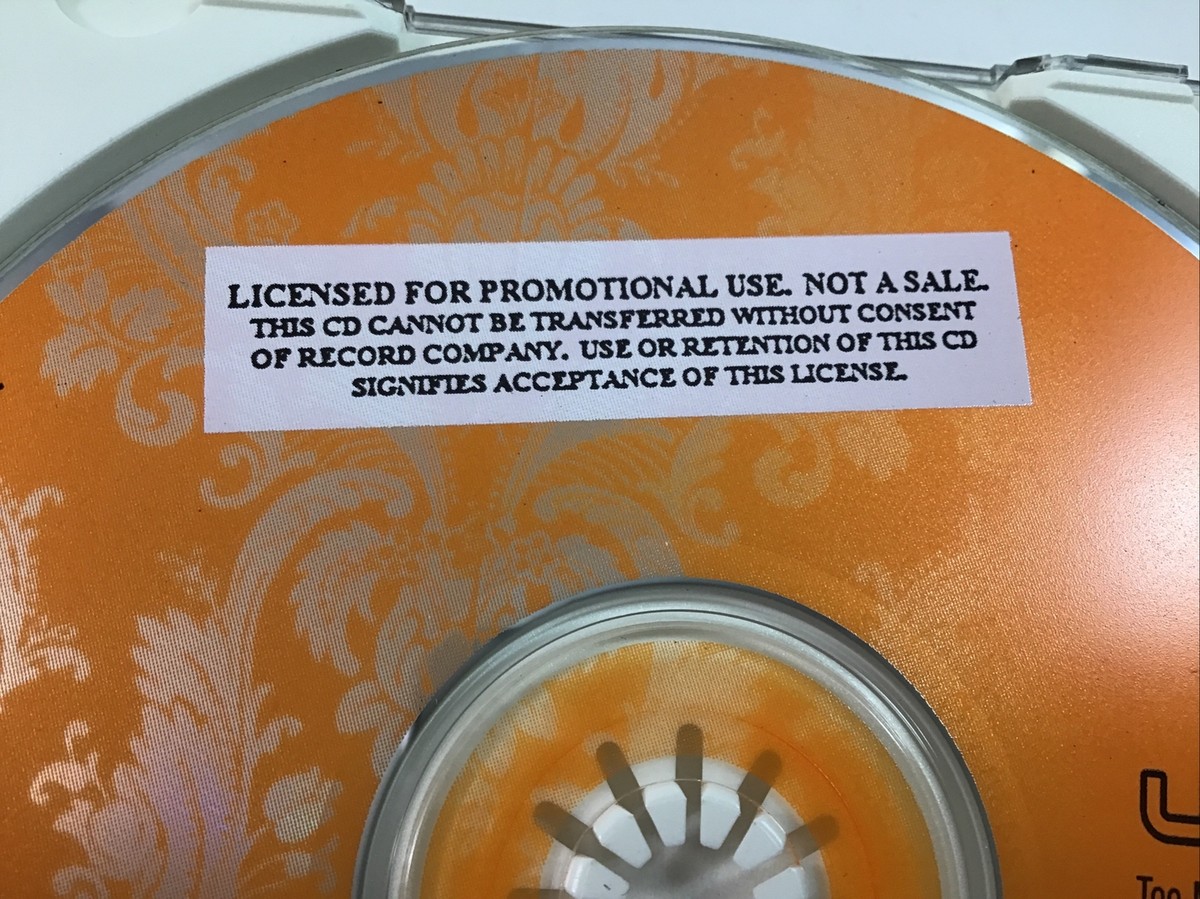 LICENSED FOR PROMOTIONAL USE. NOT A SALE.
THIS CD CANNOT BE TRANSFERRED WITHOUT CONSENT
OF RECORD COMPANY. USE OR RETENTION OF THIS CD
SIGNIFIES ACCEPTANCE OF THIS LICENSE.